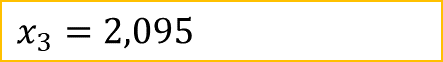 x₃ = 2,095